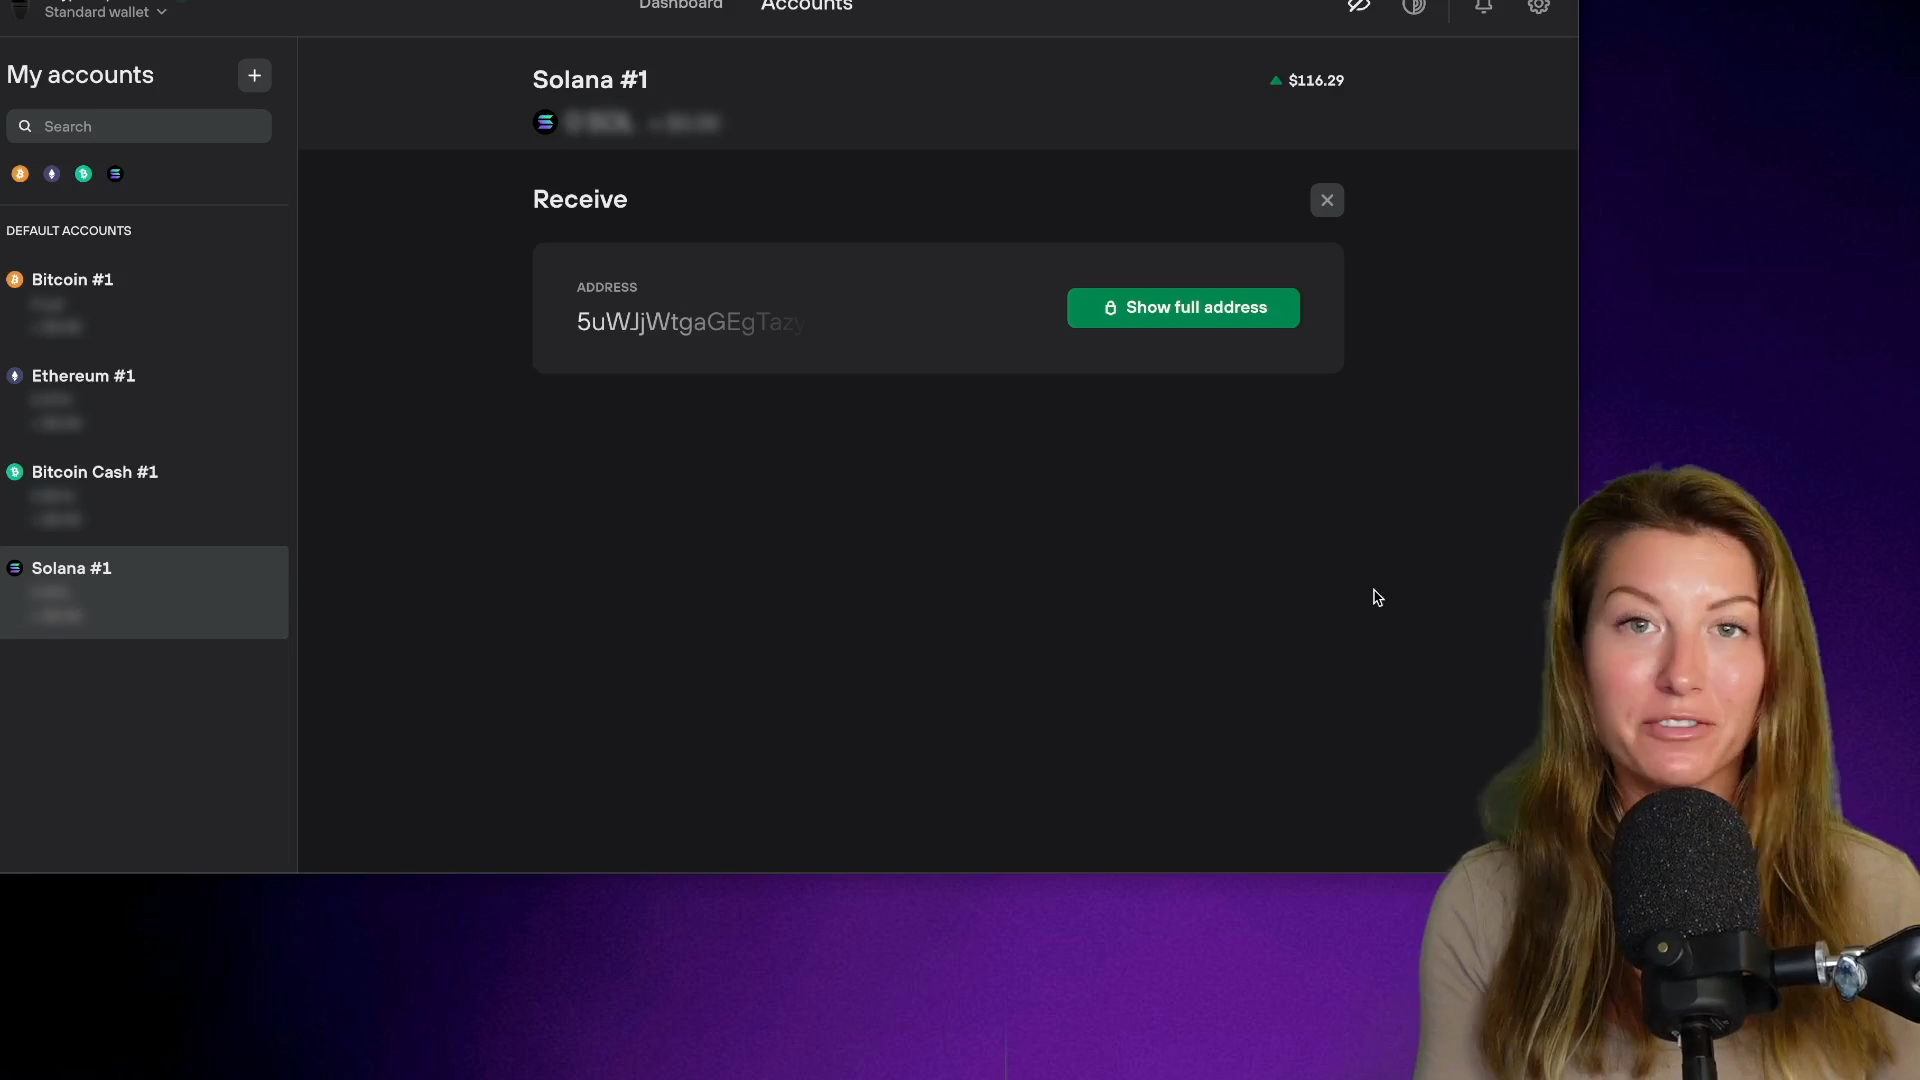 Standard wallet
Dashboard
Accounts
My accounts
Search
DEFAULT ACCOUNTS
Bitcoin #1
Ethereum #1
Bitcoin Cash #1
Solana #1
Solana #1
$116.29
Receive
ADDRESS
5uWJjWtgaGEgTazy
Show full address